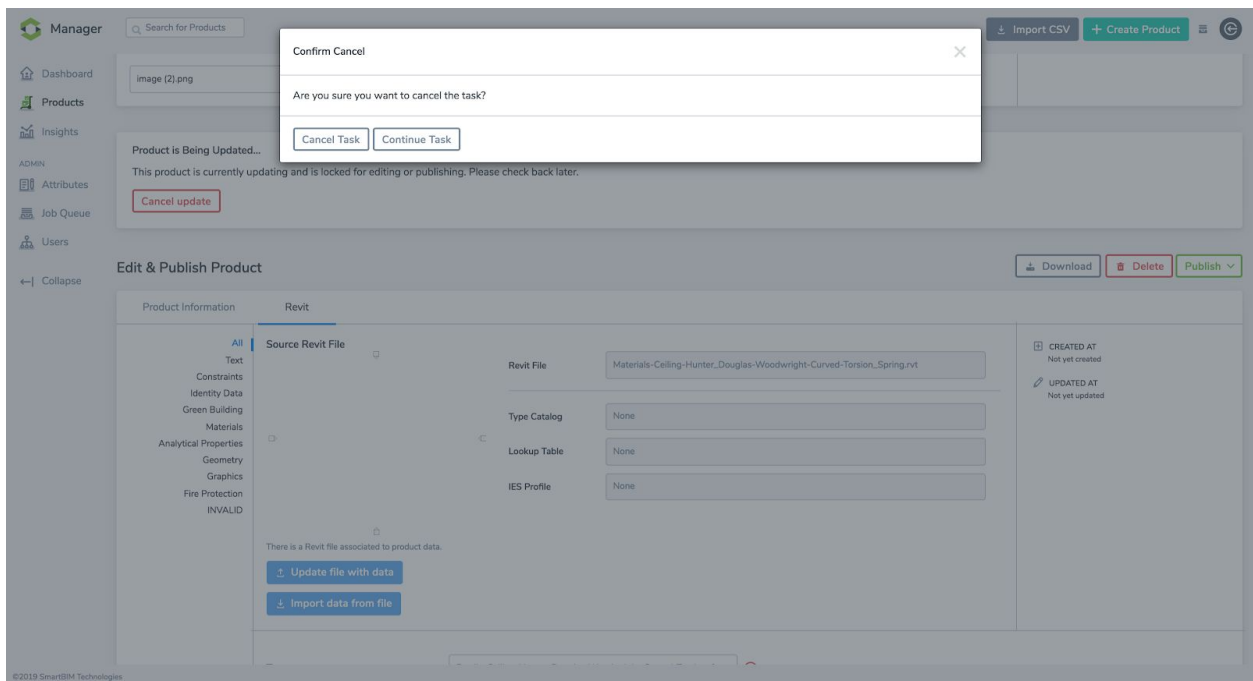 Manager
Search for Products
Import CSV
+ Create Product
Confirm Cancel
Are you sure you want to cancel the task?
Cancel Task
Continue Task
Dashboard
Products
Insights
ADMIN
Attributes
Job Queue
Users
Collapse
image (2).png
Product is Being Updated...
This product is currently updating and is locked for editing or publishing. Please check back later.
Cancel update
Edit & Publish Product
Download
Delete
Publish
Product Information
Revit
All
Text
Constraints
Identity Data
Green Building
Materials
Analytical Properties
Geometry
Graphics
Fire Protection
INVALID
Source Revit File
There is a Revit file associated to product data.
Update file with data
Import data from file
Revit File
Materials-Ceiling-Hunter_Douglas-Woodwright-Curved-Torsion_Spring.rvt
Type Catalog
None
Lookup Table
None
IES Profile
None
CREATED AT
Not yet created
UPDATED AT
Not yet updated
©2019 SmartBIM Technologies